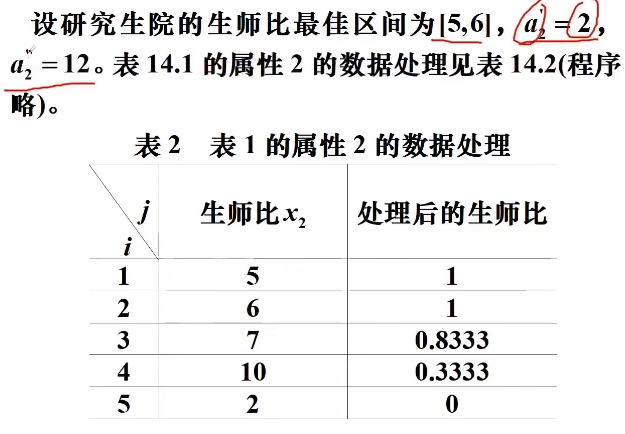 设研究生院的生师比最佳区间为[5,6]，a₂' = 2，
a₂'' = 12。表 14.1 的属性 2 的数据处理见表 14.2(程序
略)。
表 2 表 1 的属性 2 的数据处理
j
i
生师比 x₂ 处理后的生师比
1 5 1
2 6 1
3 7 0.8333
4 10 0.3333
5 2 0